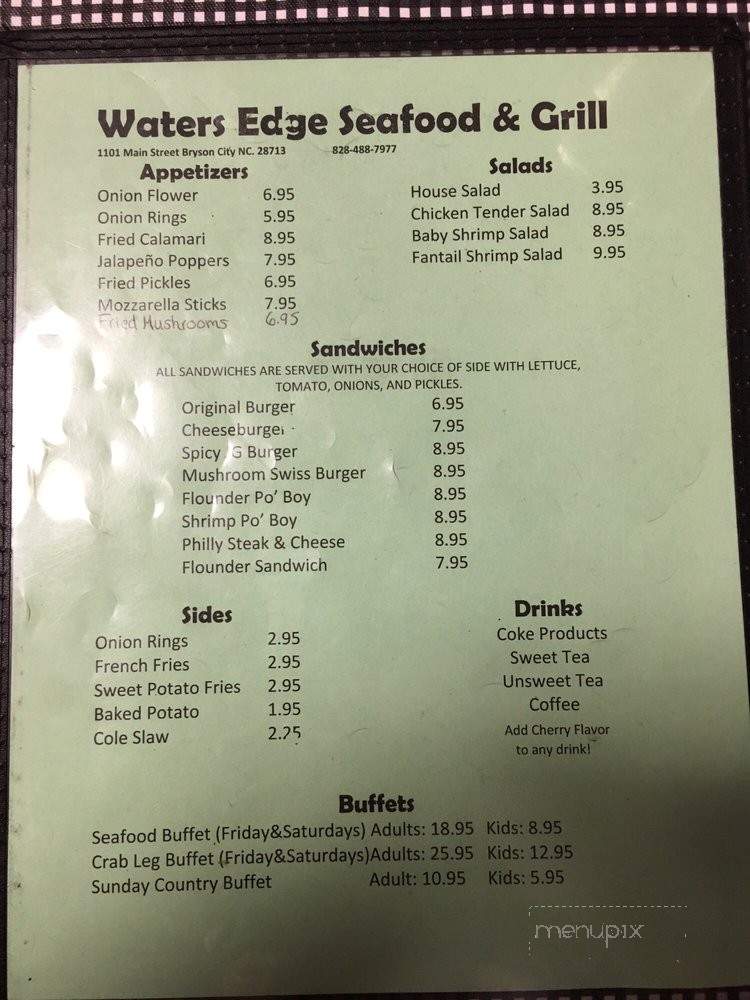 Waters Edge Seafood & Grill
1101 Main Street Bryson City NC. 28713 828-488-7977
Appetizers
Onion Flower 6.95
Onion Rings 5.95
Fried Calamari 8.95
Jalapeño Poppers 7.95
Fried Pickles 6.95
Mozzarella Sticks 7.95
Fried Mushrooms 6.95
Salads
House Salad 3.95
Chicken Tender Salad 8.95
Baby Shrimp Salad 8.95
Fantail Shrimp Salad 9.95
Sandwiches
ALL SANDWICHES ARE SERVED WITH YOUR CHOICE OF SIDE WITH LETTUCE,
TOMATO, ONIONS, AND PICKLES.
Original Burger 6.95
Cheeseburger 7.95
Spicy G Burger 8.95
Mushroom Swiss Burger 8.95
Flounder Po' Boy 8.95
Shrimp Po' Boy 8.95
Philly Steak & Cheese 8.95
Flounder Sandwich 7.95
Sides
Onion Rings 2.95
French Fries 2.95
Sweet Potato Fries 2.95
Baked Potato 1.95
Cole Slaw 2.25
Drinks
Coke Products
Sweet Tea
Unsweet Tea
Coffee
Add Cherry Flavor
to any drink!
Buffets
Seafood Buffet (Friday&Saturdays) Adults: 18.95 Kids: 8.95
Crab Leg Buffet (Friday&Saturdays)Adults: 25.95 Kids: 12.95
Sunday Country Buffet Adult: 10.95 Kids: 5.95
menupix